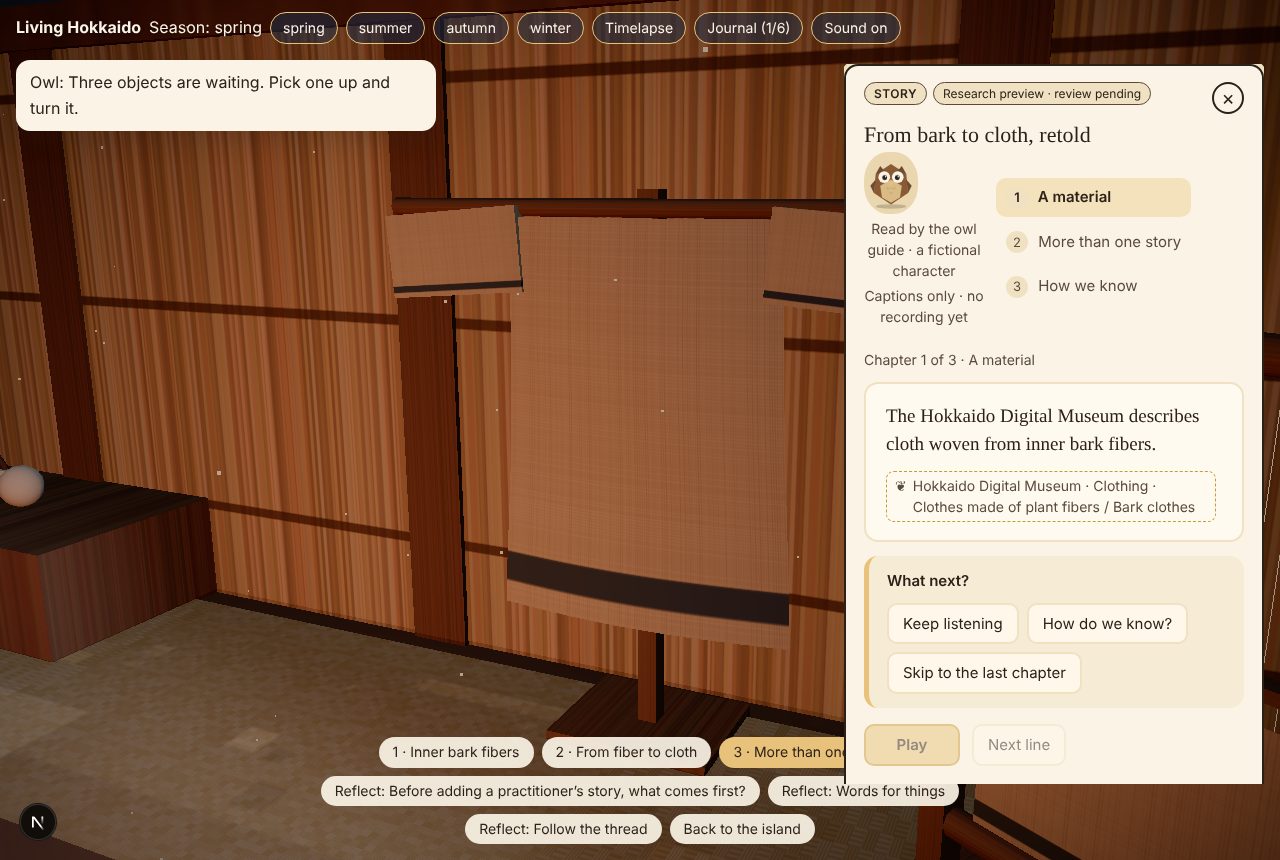 Living Hokkaido Season: spring spring summer autumn winter Timelapse Journal (1/6) Sound on
Owl: Three objects are waiting. Pick one up and
turn it.
STORY Research preview · review pending ×
From bark to cloth, retold
Read by the owl
guide · a fictional
character
Captions only · no
recording yet
1 A material
2 More than one story
3 How we know
Chapter 1 of 3 · A material
The Hokkaido Digital Museum describes
cloth woven from inner bark fibers.
❦ Hokkaido Digital Museum · Clothing ·
Clothes made of plant fibers / Bark clothes
What next?
Keep listening How do we know?
Skip to the last chapter
Play Next line
1 · Inner bark fibers 2 · From fiber to cloth 3 · More than one
Reflect: Before adding a practitioner’s story, what comes first? Reflect: Words for things
Reflect: Follow the thread Back to the island
N